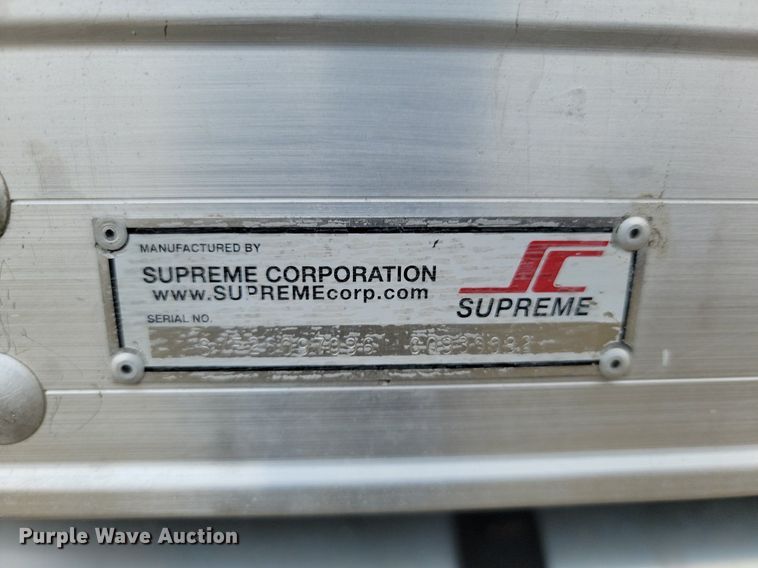 MANUFACTURED BY
SUPREME CORPORATION
www.SUPREMEcorp.com
SC
SUPREME
SERIAL NO.
Purple Wave Auction